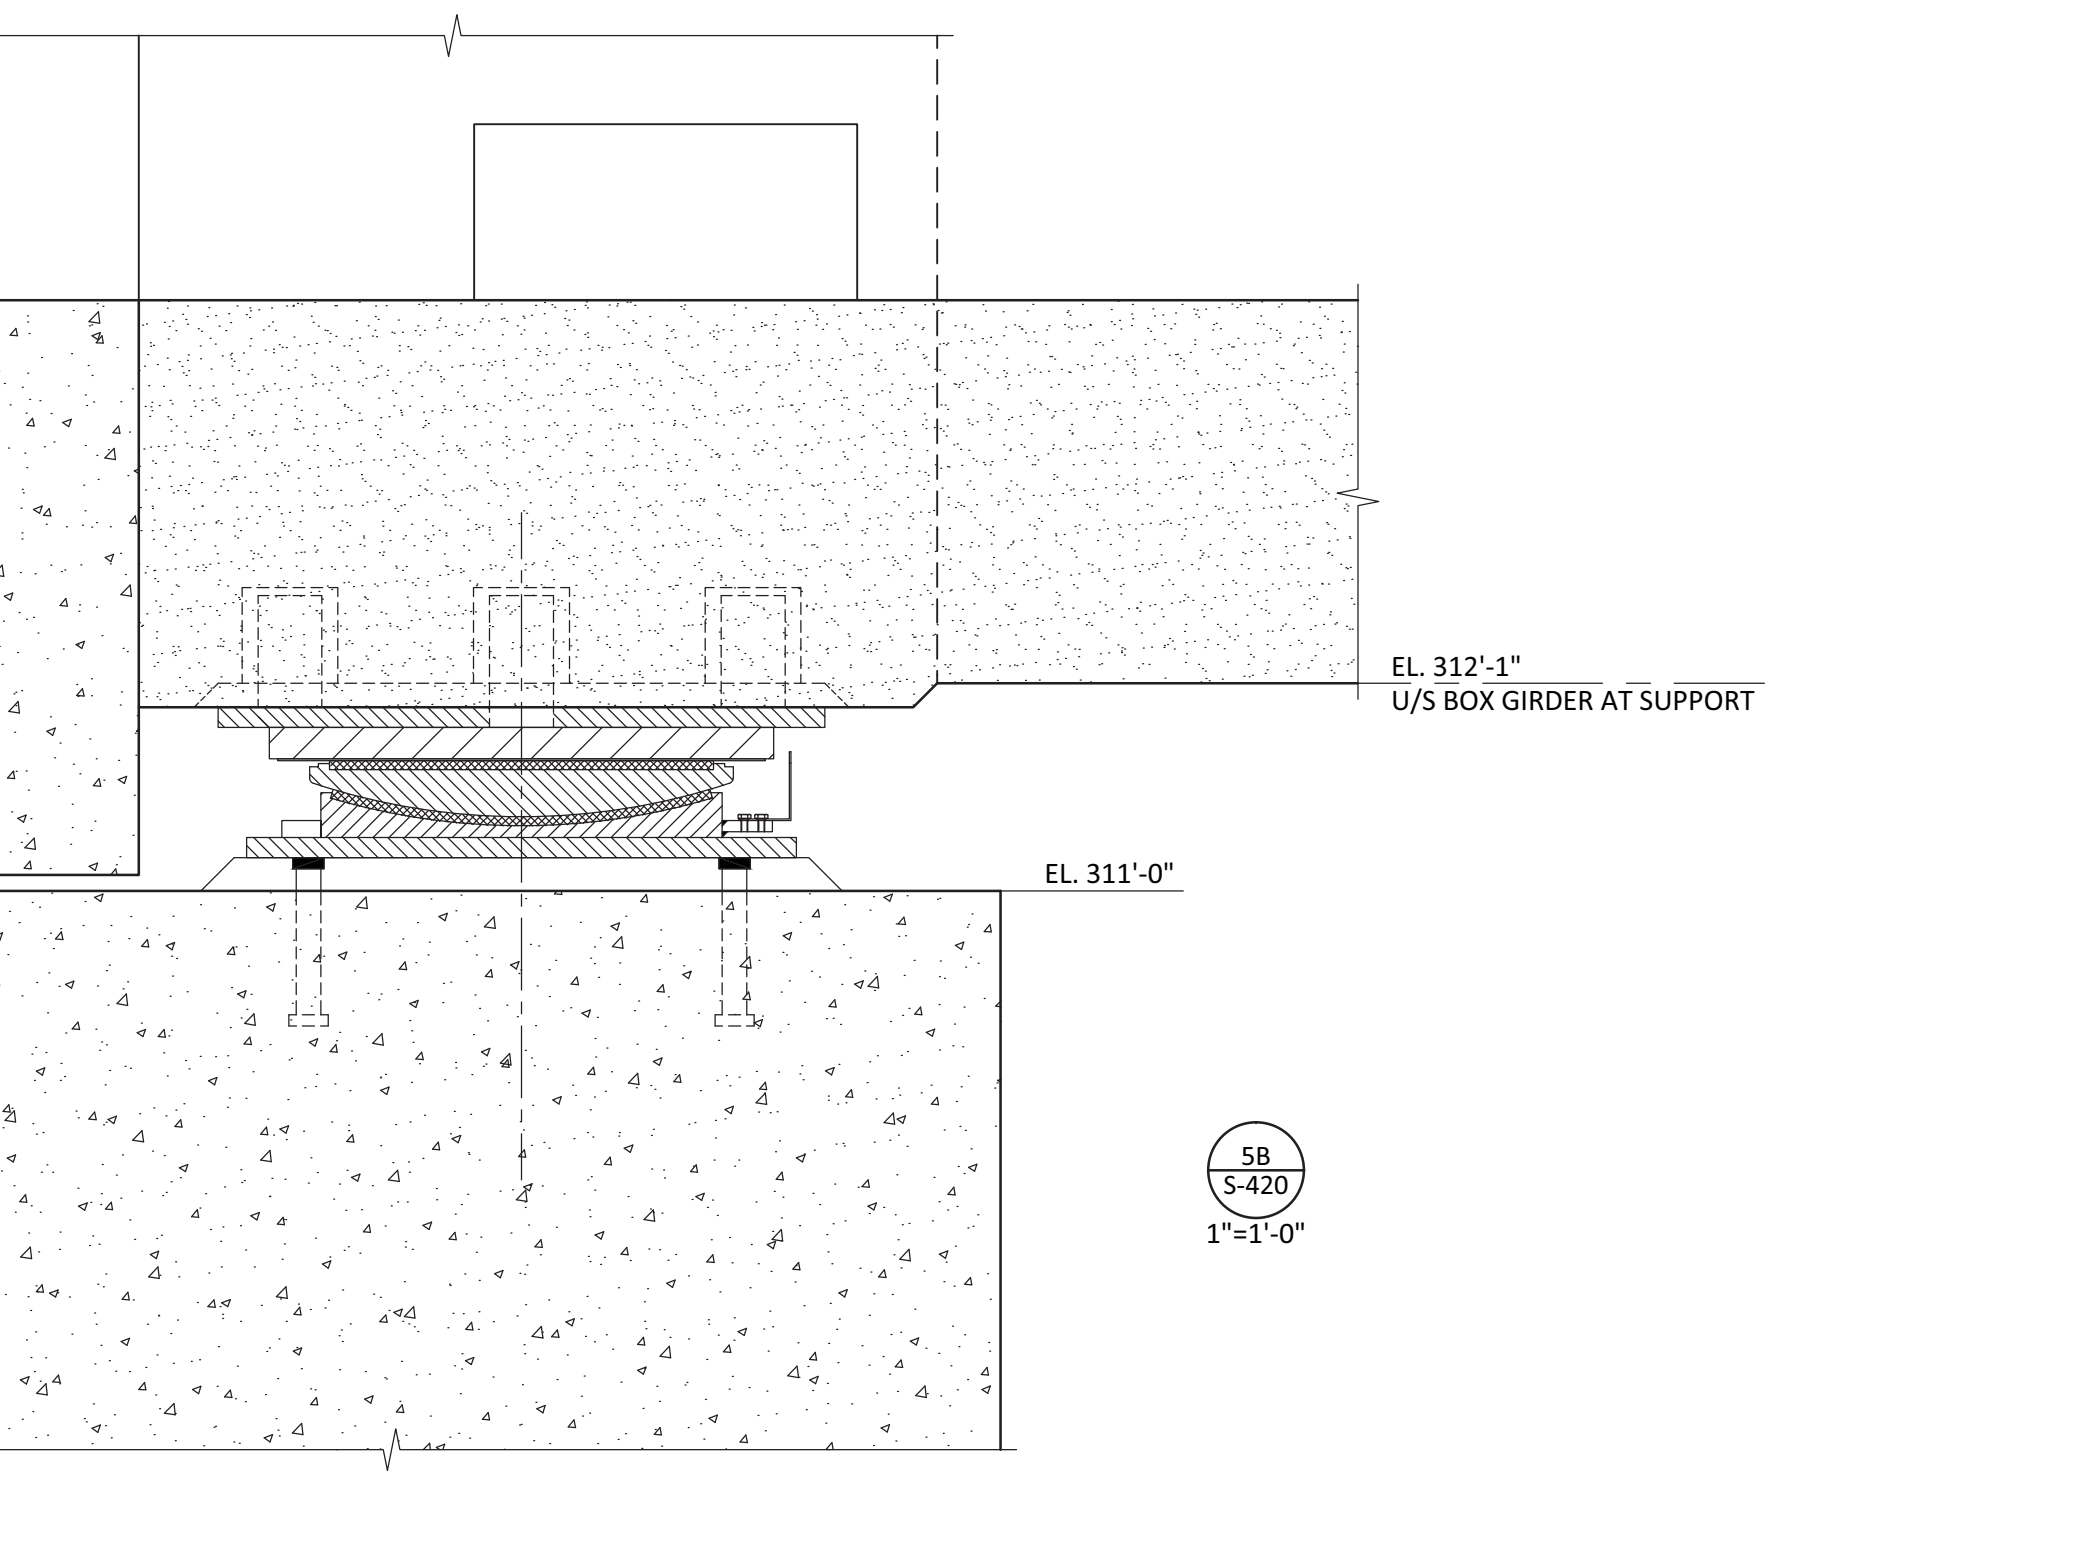 EL. 312'-1"
U/S BOX GIRDER AT SUPPORT
EL. 311'-0"
5B
S-420
1"=1'-0"